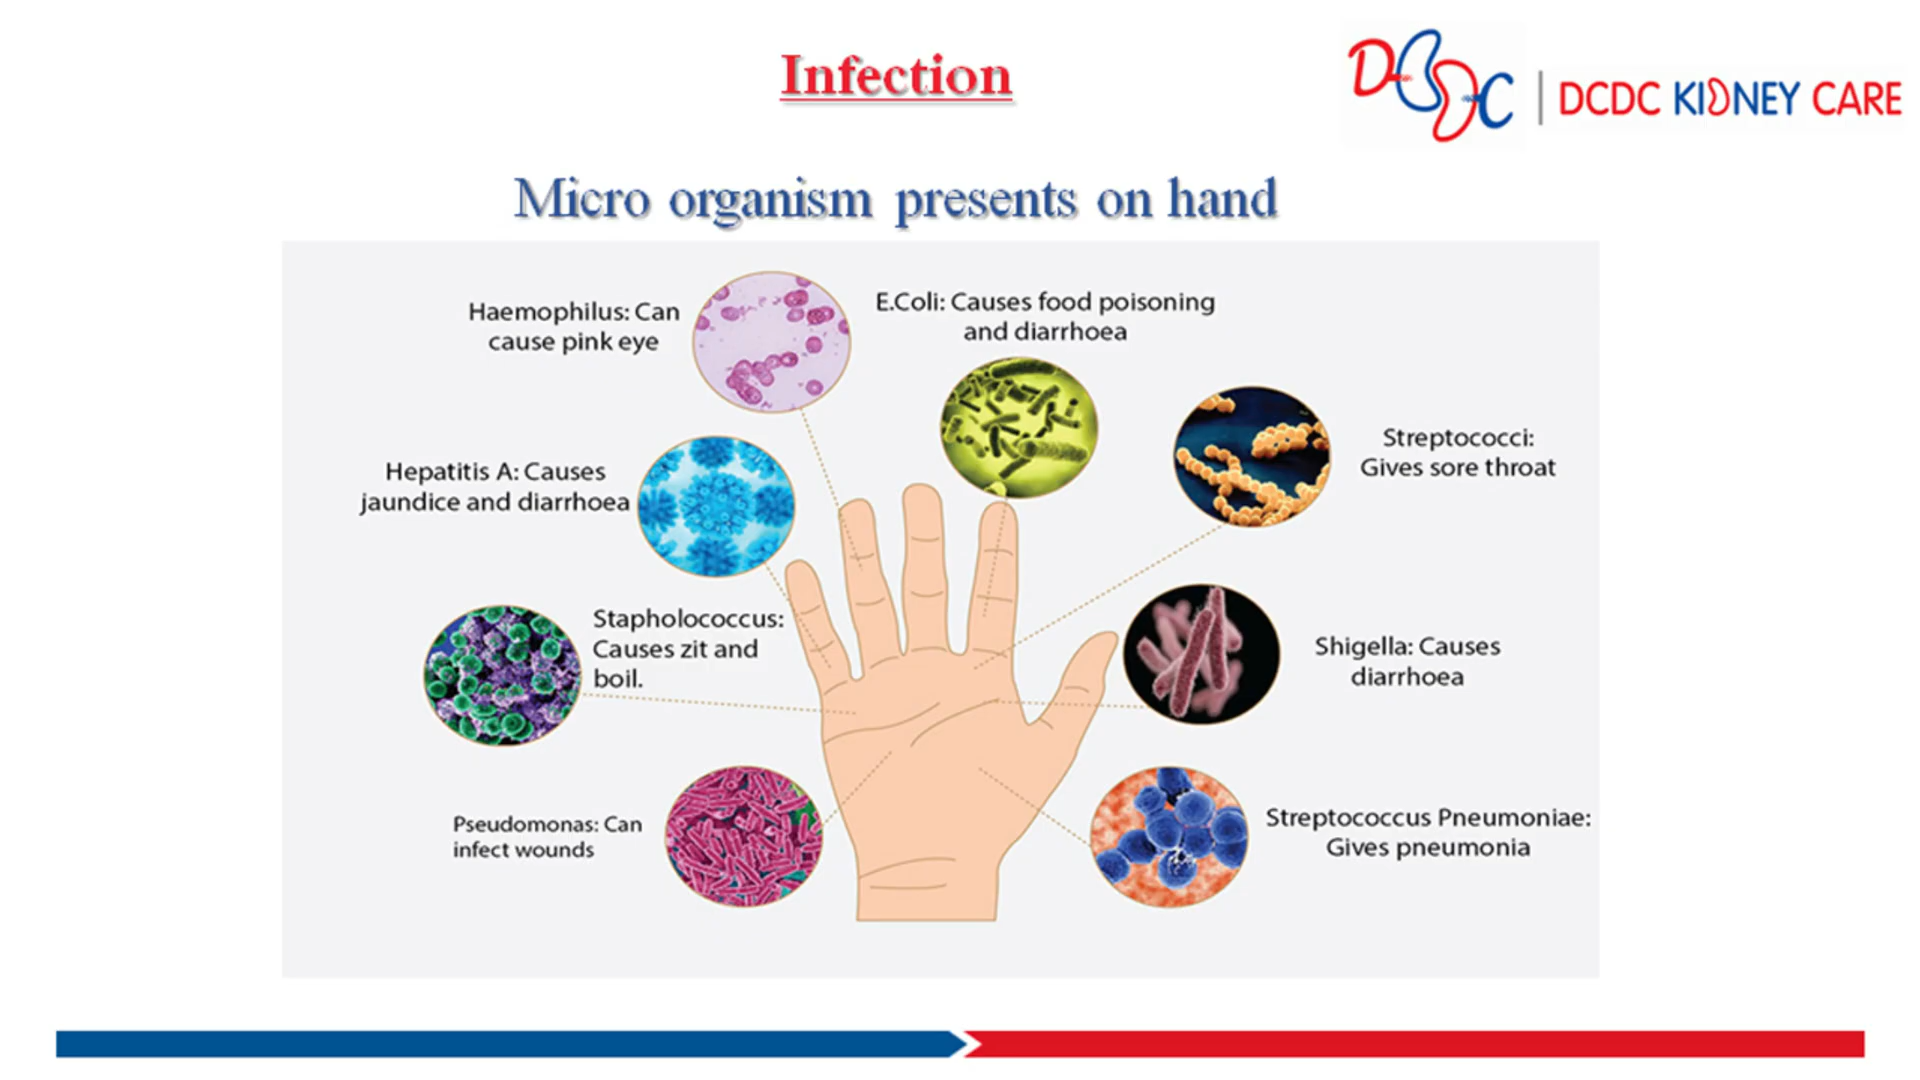 Infection
DCDC | DCDC KIDNEY CARE
Micro organism presents on hand
Haemophilus: Can
cause pink eye
E.Coli: Causes food poisoning
and diarrhoea
Hepatitis A: Causes
jaundice and diarrhoea
Streptococci:
Gives sore throat
Stapholococcus:
Causes zit and
boil.
Shigella: Causes
diarrhoea
Pseudomonas: Can
infect wounds
Streptococcus Pneumoniae:
Gives pneumonia